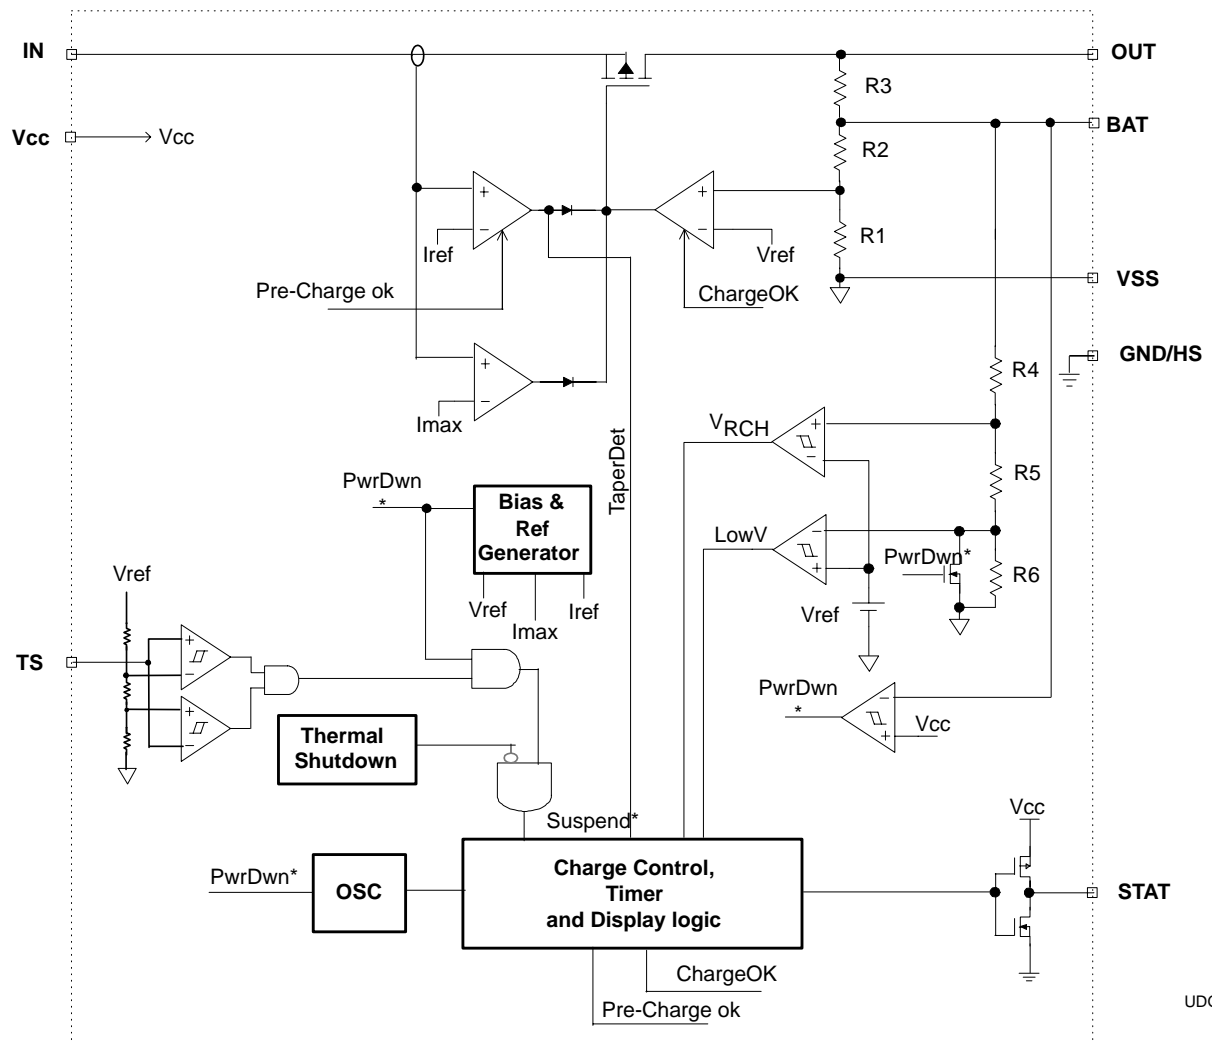 IN
OUT
R3
Vcc
Vcc
BAT
R2
+
+
R1
−
−
Iref
Vref
VSS
Pre-Charge ok
ChargeOK
GND/HS
+
R4
−
Imax
VRCH
+
−
TaperDet
PwrDwn
*
Bias &
Ref
Generator
R5
LowV
−
PwrDwn*
+
R6
Vref
Vref
Iref
Vref
Imax
+
TS
−
PwrDwn
*
−
+
Vcc
+
−
Thermal
Shutdown
Suspend*
Vcc
Charge Control,
Timer
and Display logic
PwrDwn*
OSC
STAT
ChargeOK
Pre-Charge ok